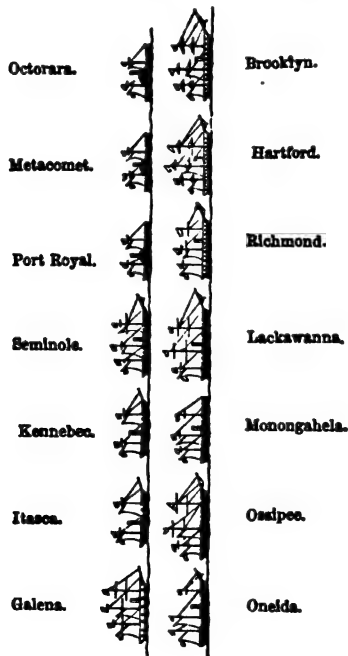 Octorara.
Brooklyn.
Metacomet.
Hartford.
Port Royal.
Richmond.
Seminole.
Lackawanna.
Kennebec.
Monongahela.
Itasca.
Ossipee.
Galena.
Oneida.